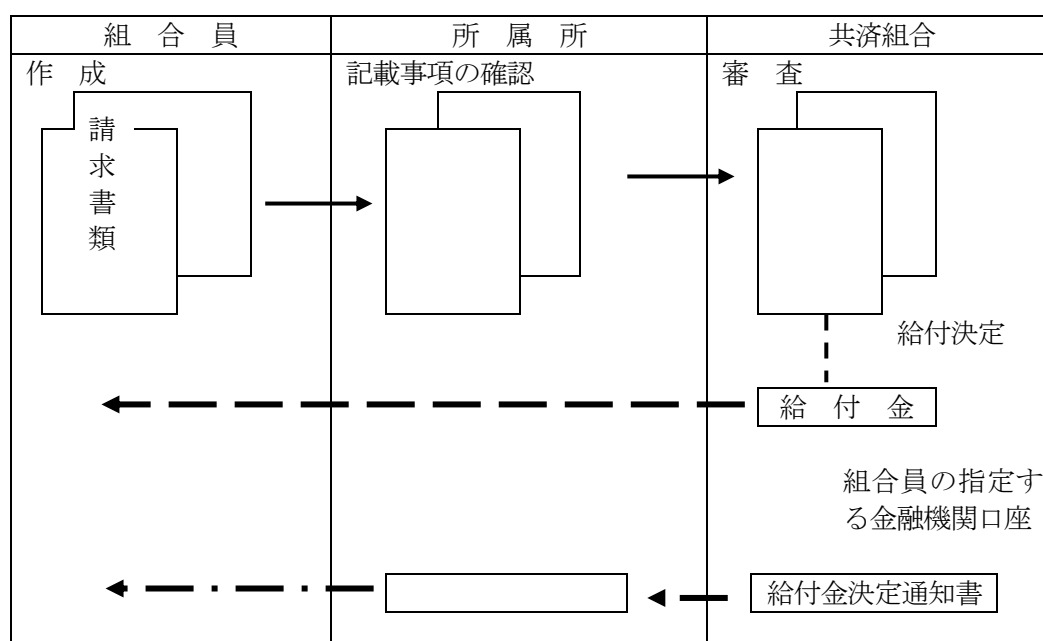 組　合　員
所　属　所
共済組合
作　成
記載事項の確認
審　査
請
求
書
類
給付決定
給　付　金
組合員の指定す
る金融機関口座
給付金決定通知書